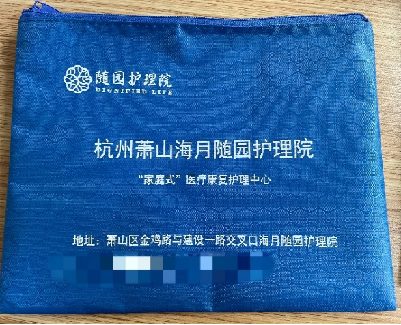 随园护理院
DIGNIFIED LIFE
杭州萧山海月随园护理院
“家庭式”医疗康复护理中心
地址：萧山区金鸡路与建设一路交叉口海月随园护理院